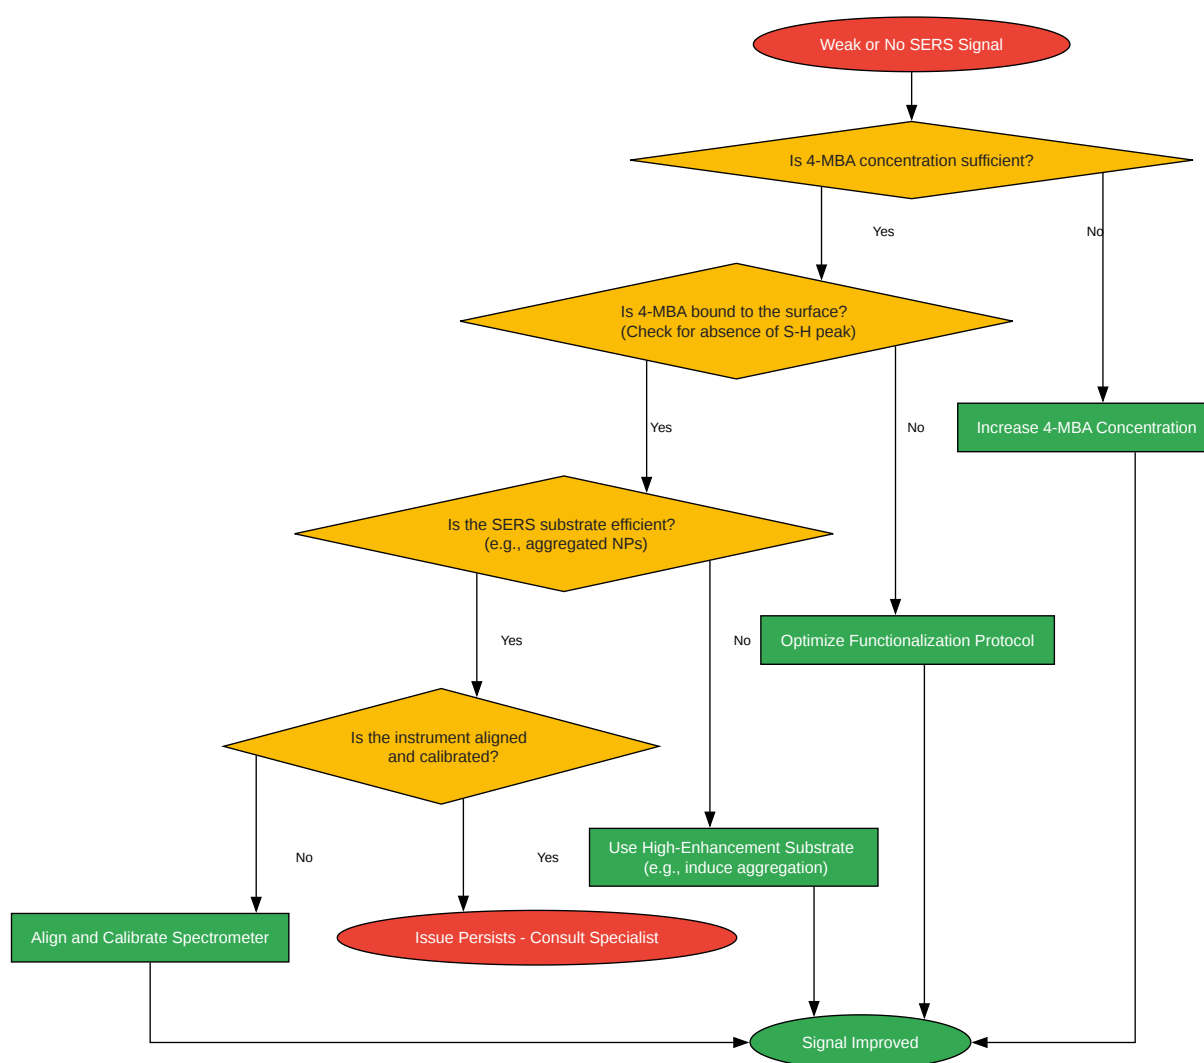 Weak or No SERS Signal
Is 4-MBA concentration sufficient?
Yes
No
Is 4-MBA bound to the surface?
(Check for absence of S-H peak)
Yes
No
Increase 4-MBA Concentration
Is the SERS substrate efficient?
(e.g., aggregated NPs)
Yes
No
Optimize Functionalization Protocol
Is the instrument aligned
and calibrated?
No
Yes
Use High-Enhancement Substrate
(e.g., induce aggregation)
Align and Calibrate Spectrometer
Issue Persists - Consult Specialist
Signal Improved